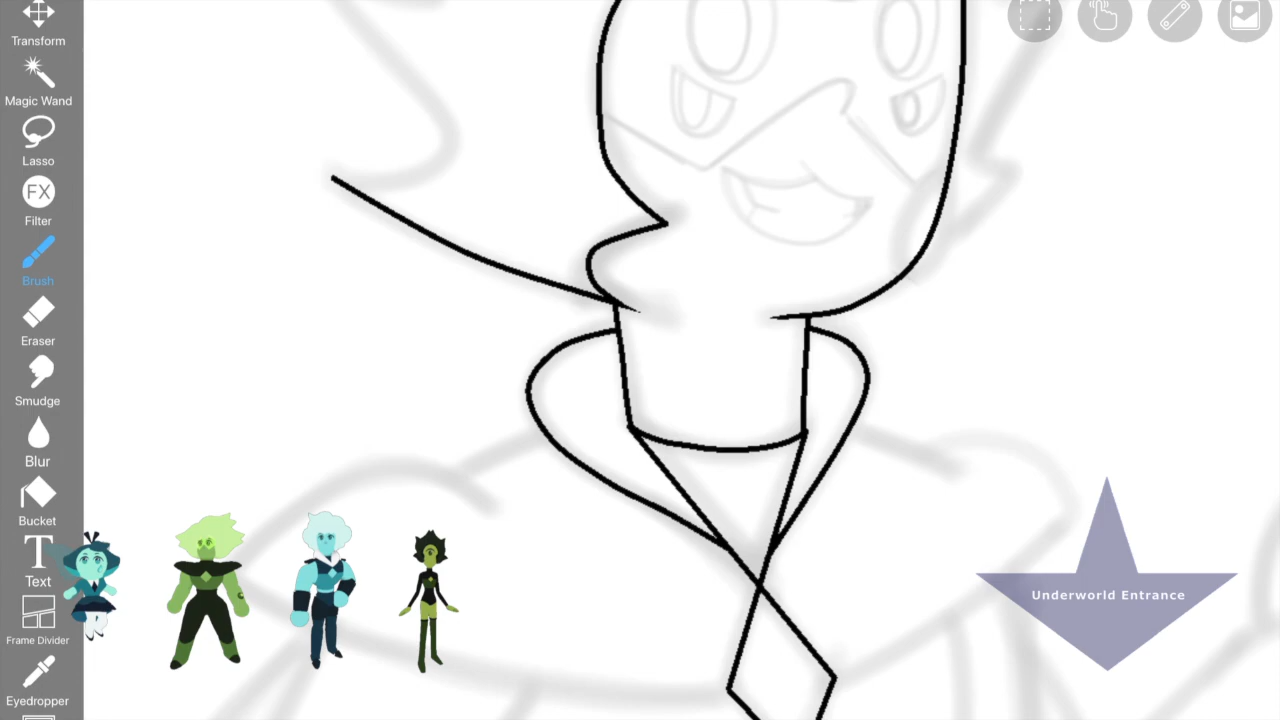 Transform
Magic Wand
Lasso
FX
Filter
Brush
Eraser
Smudge
Blur
Bucket
T
Text
Frame Divider
Eyedropper
Underworld Entrance